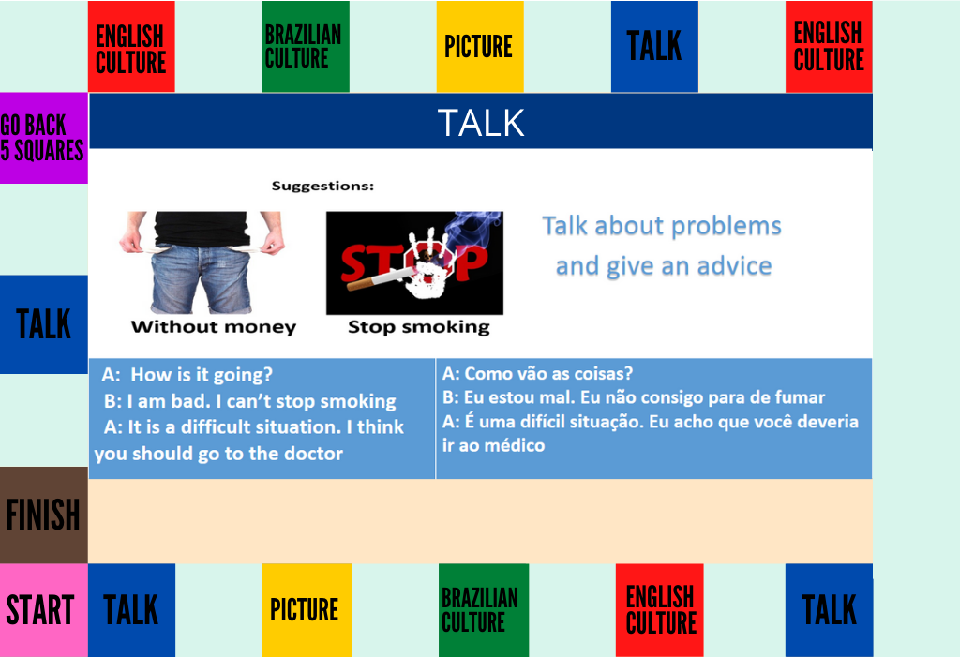 ENGLISH
CULTURE
BRAZILIAN
CULTURE
PICTURE
TALK
ENGLISH
CULTURE
GO BACK
5 SQUARES
TALK
Suggestions:
STOP
Without money
Stop smoking
Talk about problems
and give an advice
TALK
A: How is it going?
B: I am bad. I can't stop smoking
A: It is a difficult situation. I think
you should go to the doctor
A: Como vão as coisas?
B: Eu estou mal. Eu não consigo para de fumar
A: É uma difícil situação. Eu acho que você deveria
ir ao médico
FINISH
START
TALK
PICTURE
BRAZILIAN
CULTURE
ENGLISH
CULTURE
TALK